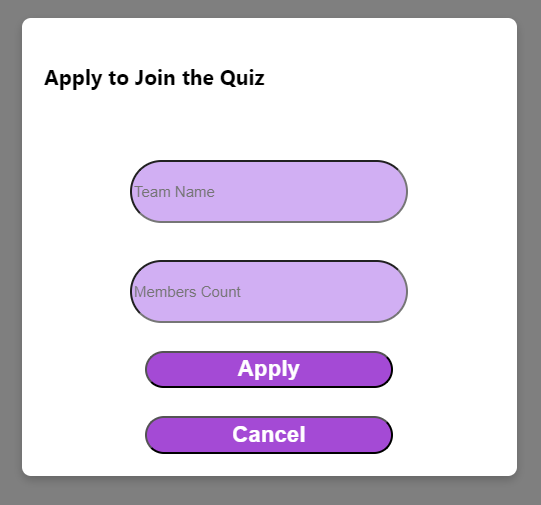 Apply to Join the Quiz
Team Name
Members Count
Apply
Cancel